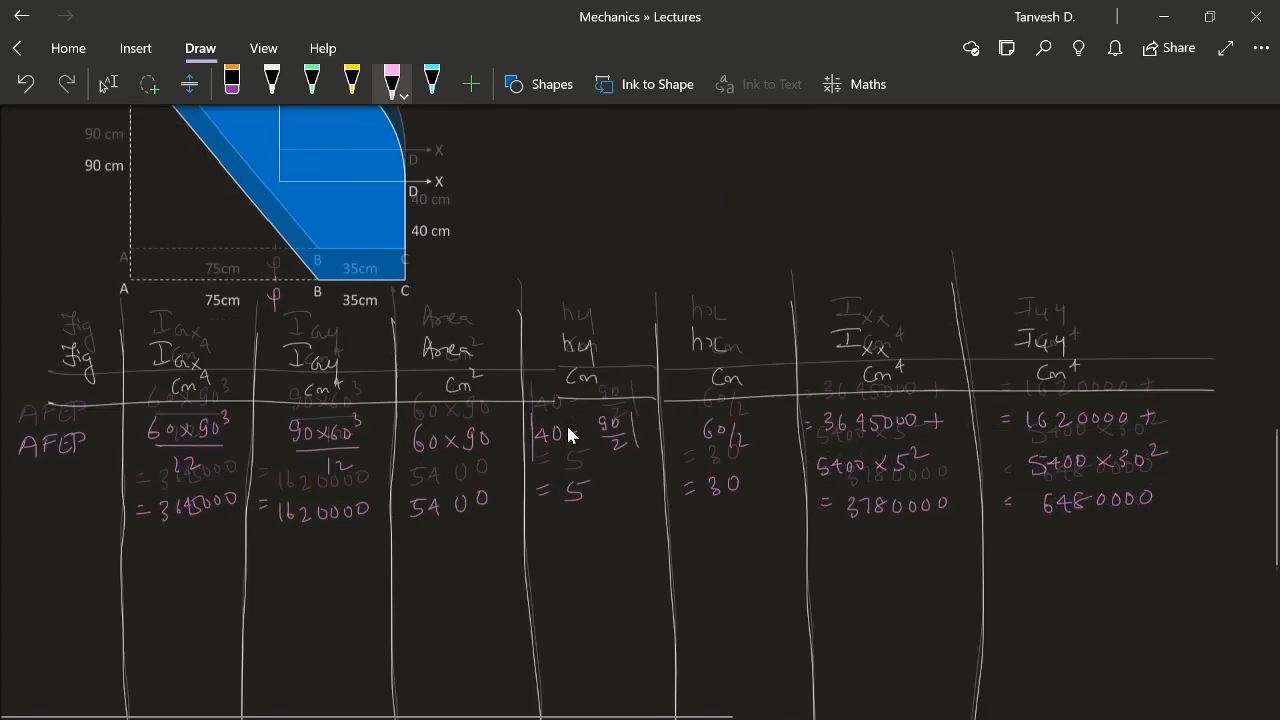 Mechanics » Lectures
Tanvesh D.
Home Insert Draw View Help
Share
Shapes
Ink to Shape
Ink to Text
Maths
90 cm
90 cm
X
D
X
D
40 cm
40 cm
A B C
75cm φ 35cm
A φ B C
75cm 35cm
Fig I Gxx I Gyy Area hy hx Ixx Iyy
cm⁴ cm⁴ cm² cm cm cm⁴ cm⁴
AFEP 60×90³/12 90×60³/12 60×90 |40 - 90/2| 60/2 = 3645000 + = 1620000 +
5400 × 5² 5400 × 30²
= 3645000 = 1620000 5400 = 5 = 30 = 3780000 = 6480000